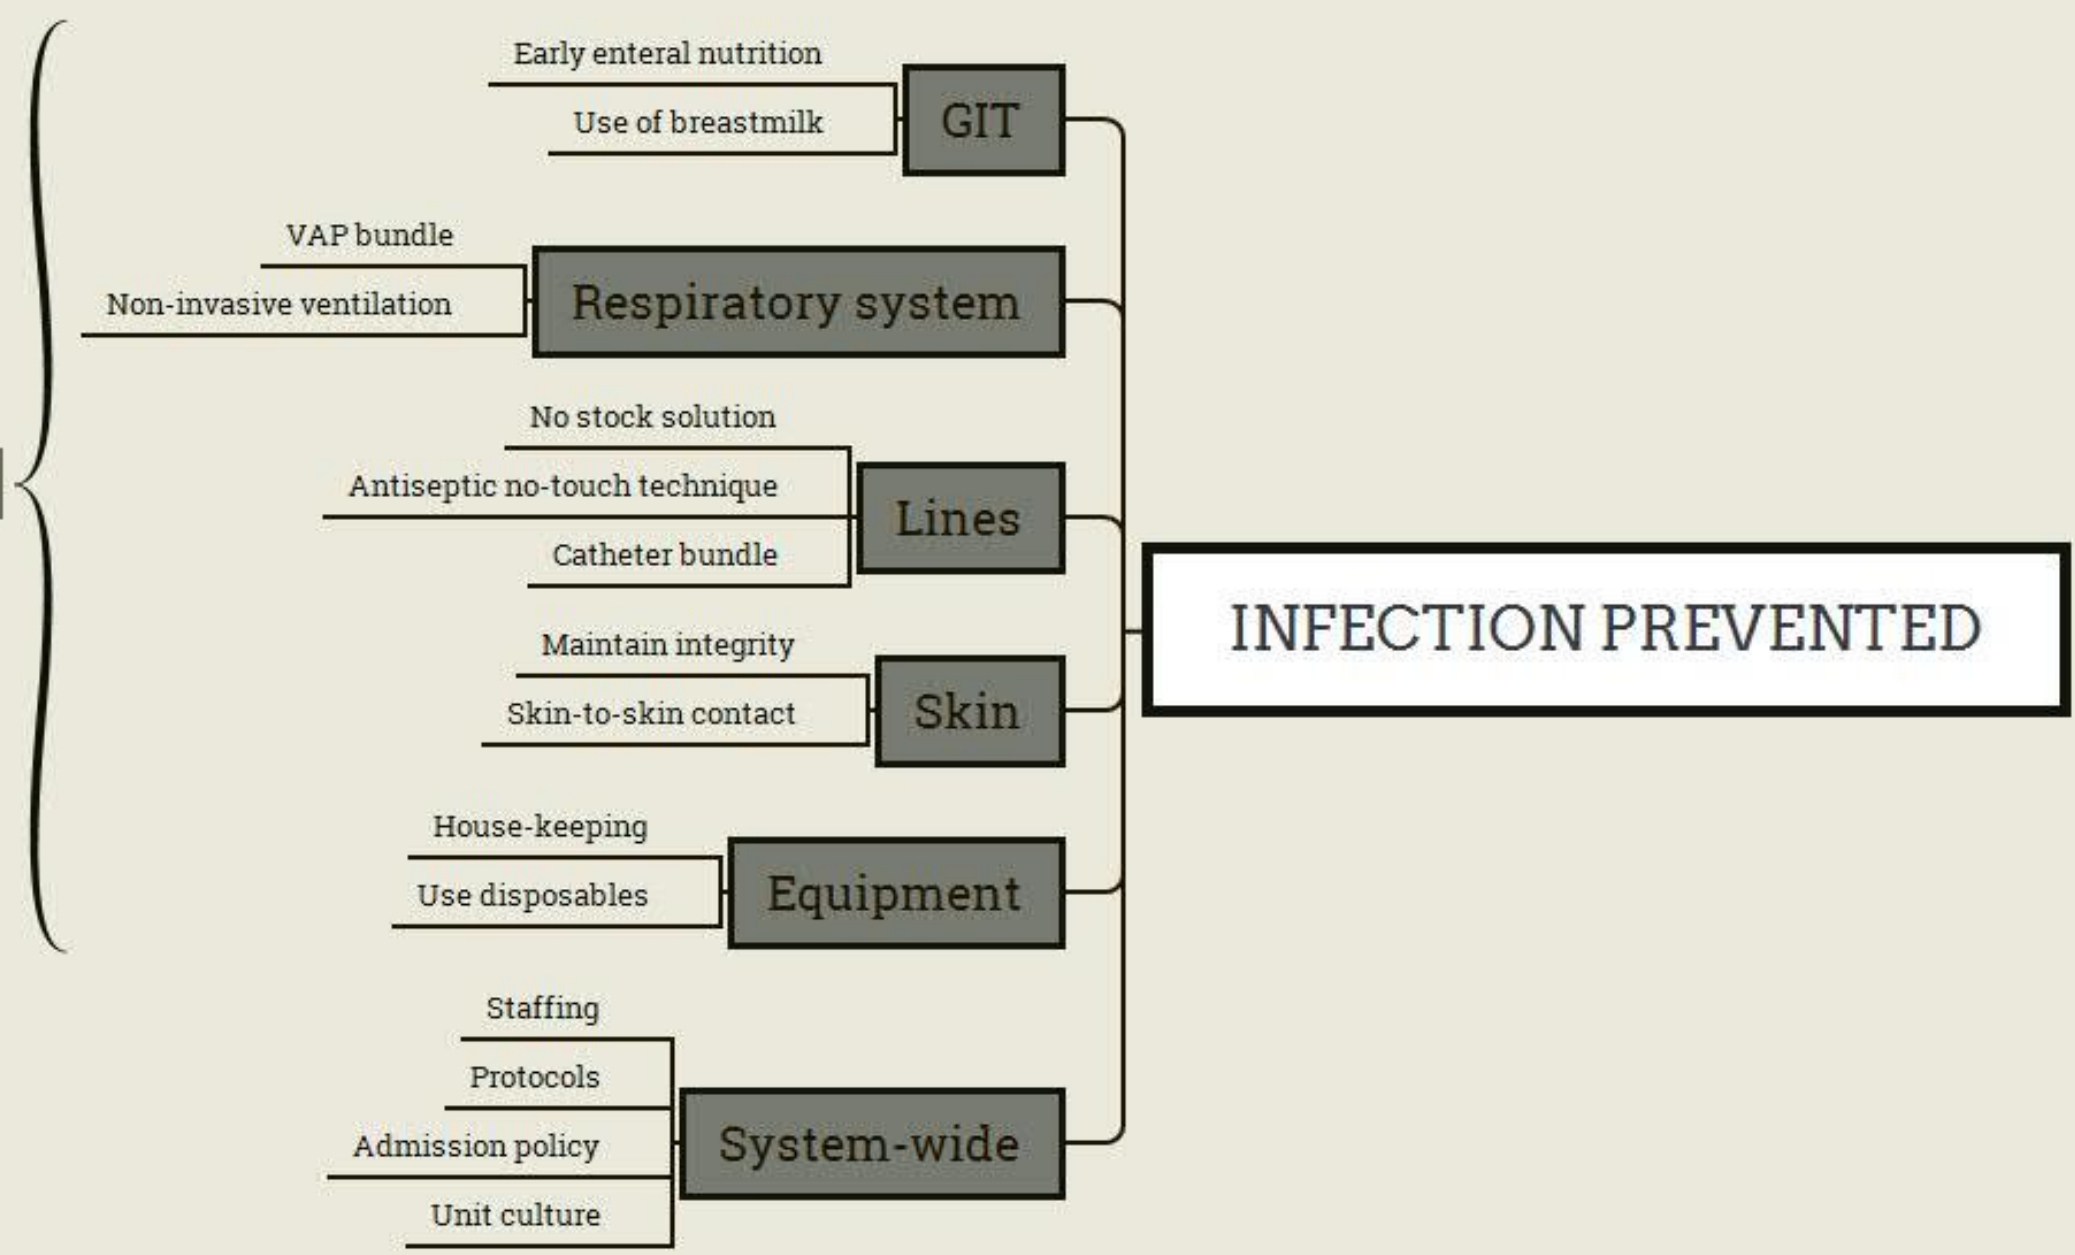 Early enteral nutrition
Use of breastmilk
GIT
VAP bundle
Non-invasive ventilation
Respiratory system
No stock solution
Antiseptic no-touch technique
Catheter bundle
Lines
Maintain integrity
Skin-to-skin contact
Skin
House-keeping
Use disposables
Equipment
Staffing
Protocols
Admission policy
Unit culture
System-wide
INFECTION PREVENTED